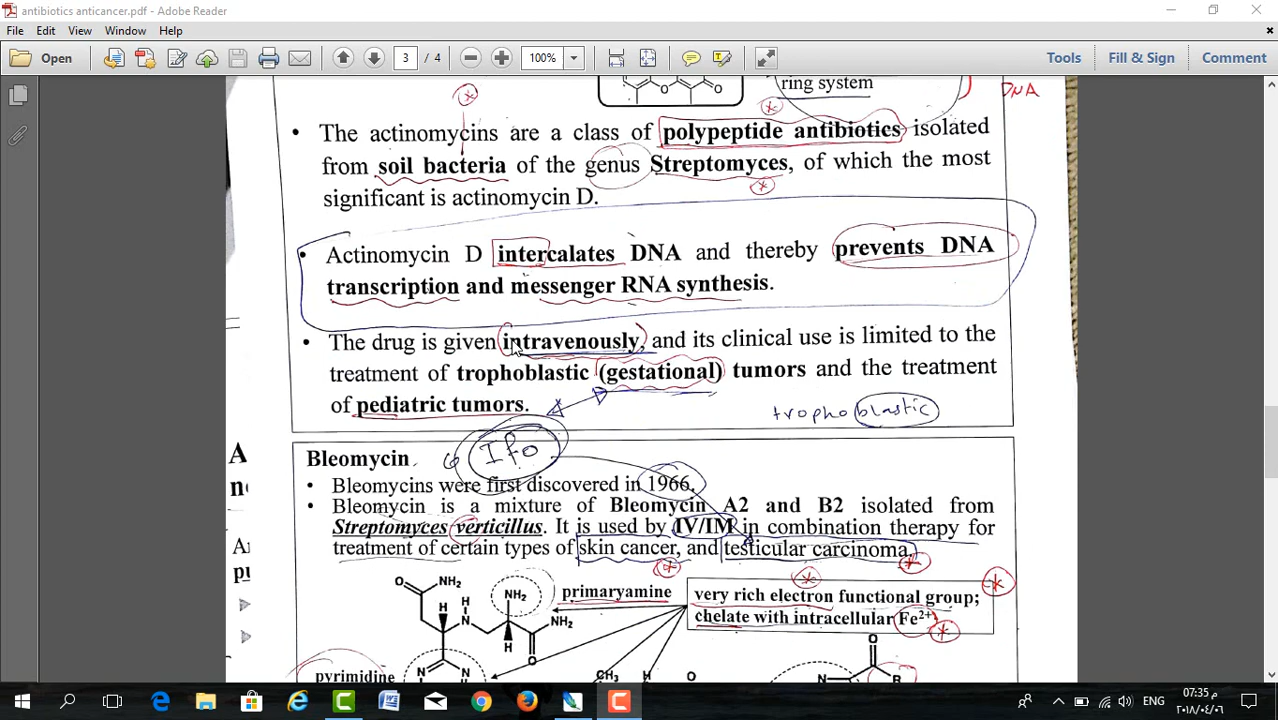 antibiotics anticancer.pdf - Adobe Reader
File Edit View Window Help
Open 3 / 4 100% Tools Fill & Sign Comment
ring system
DNA
• The actinomycins are a class of polypeptide antibiotics isolated
from soil bacteria of the genus Streptomyces, of which the most
significant is actinomycin D.
• Actinomycin D intercalates DNA and thereby prevents DNA
transcription and messenger RNA synthesis.
• The drug is given intravenously, and its clinical use is limited to the
treatment of trophoblastic (gestational) tumors and the treatment
of pediatric tumors.
trophoblastic
Ifo
Bleomycin
• Bleomycins were first discovered in 1966.
• Bleomycin is a mixture of Bleomycin A2 and B2 isolated from
Streptomyces verticillus. It is used by IV/IM in combination therapy for
treatment of certain types of skin cancer, and testicular carcinoma.
primaryamine
very rich electron functional group;
chelate with intracellular Fe2+
O NH₂
H H NH₂
N NH₂
H O
O
pyrimidine
N N CH₃ H O N R
ENG 07:35 م
٢٠١٨/٠٤/٠٦